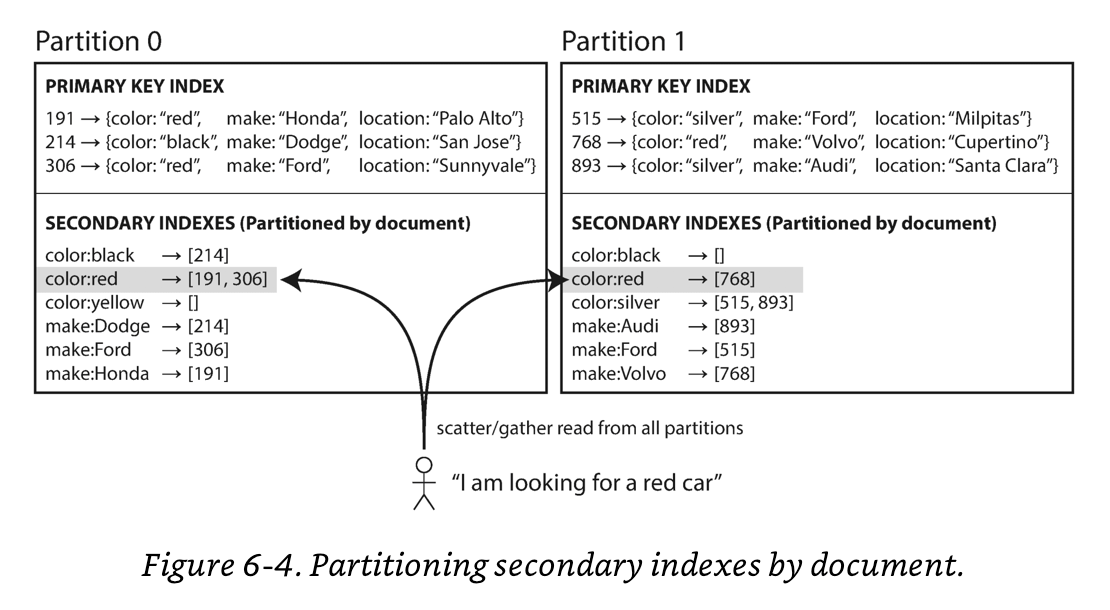 Partition 0
PRIMARY KEY INDEX
191 → {color: “red”, make: “Honda”, location: “Palo Alto”}
214 → {color: “black”, make: “Dodge”, location: “San Jose”}
306 → {color: “red”, make: “Ford”, location: “Sunnyvale”}
SECONDARY INDEXES (Partitioned by document)
color:black → [214]
color:red → [191, 306]
color:yellow → []
make:Dodge → [214]
make:Ford → [306]
make:Honda → [191]
Partition 1
PRIMARY KEY INDEX
515 → {color: “silver”, make: “Ford”, location: “Milpitas”}
768 → {color: “red”, make: “Volvo”, location: “Cupertino”}
893 → {color: “silver”, make: “Audi”, location: “Santa Clara”}
SECONDARY INDEXES (Partitioned by document)
color:black → []
color:red → [768]
color:silver → [515, 893]
make:Audi → [893]
make:Ford → [515]
make:Volvo → [768]
scatter/gather read from all partitions
“I am looking for a red car”
Figure 6-4. Partitioning secondary indexes by document.